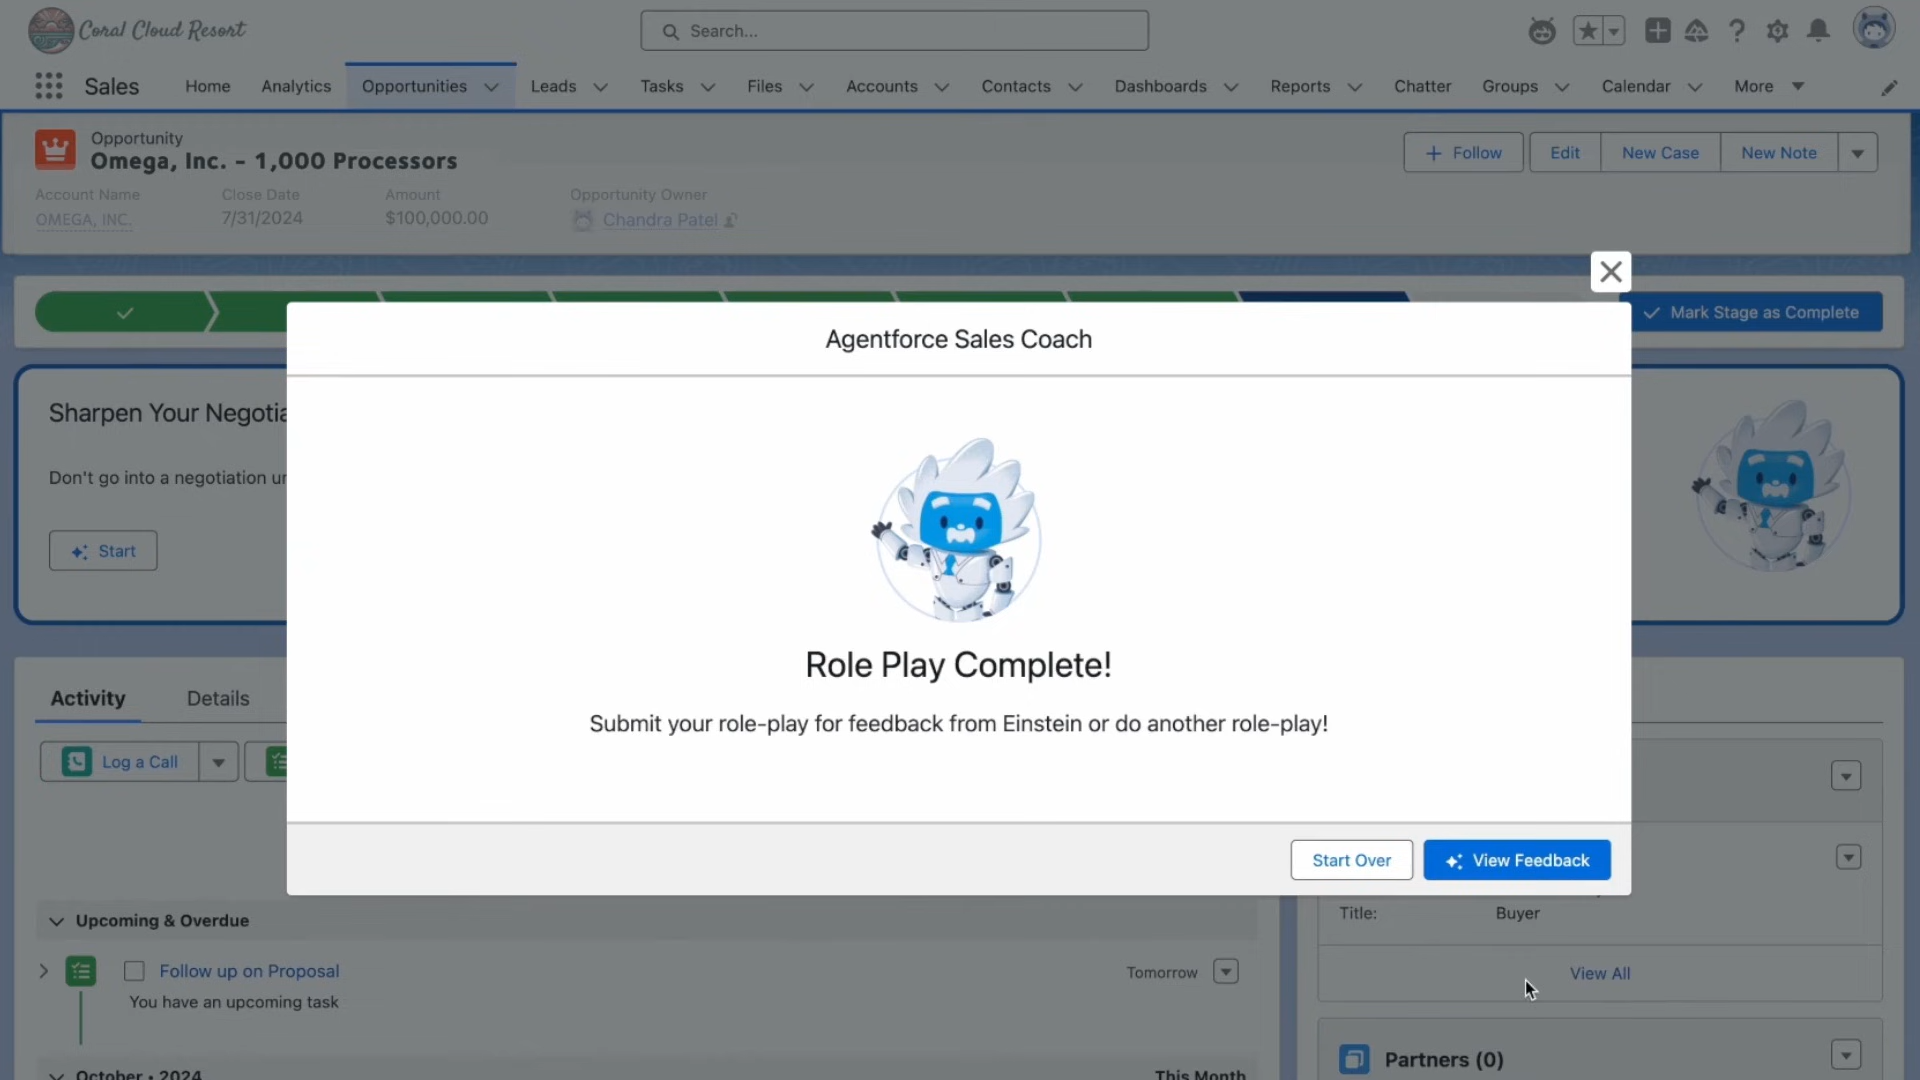 Coral Cloud Resort
Search...
Sales
Home
Analytics
Opportunities
Leads
Tasks
Files
Accounts
Contacts
Dashboards
Reports
Chatter
Groups
Calendar
More
Opportunity
Omega, Inc. - 1,000 Processors
+ Follow
Edit
New Case
New Note
Account Name
Close Date
Amount
Opportunity Owner
OMEGA, INC.
7/31/2024
$100,000.00
Chandra Patel
Mark Stage as Complete
Agentforce Sales Coach
Sharpen Your
Don't go into a negotiation
Start
Role Play Complete!
Submit your role-play for feedback from Einstein or do another role-play!
Activity
Details
Log a Call
Start Over
View Feedback
Title:
Buyer
View All
Upcoming & Overdue
Follow up on Proposal
Tomorrow
You have an upcoming task
Partners (0)
October • 2024
This Month